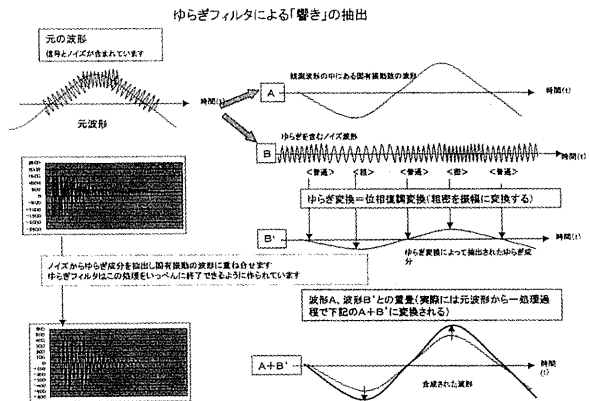 ゆらぎフィルタによる「響き」の抽出
元の波形
信号とノイズが含まれています
時間(t)
元波形
A
観測波形の中にある固有振動数の波形
時間(t)
B
ゆらぎを含むノイズ波形
時間(t)
<普通>
<粗>
<普通>
<密>
<普通>
ゆらぎ変換=位相復調変換(粗密を振幅に変換する)
B'
時間(t)
ゆらぎ変換によって抽出されたゆらぎ成分
ノイズからゆらぎ成分を抽出し固有振動の波形に重ね合せます
ゆらぎフィルタはこの処理をいっぺんに終了できるように作られています
波形A、波形B'との重畳(実際には元波形から一処理過
程で下記のA+B'に変換される)
A+B'
時間
(t)
合成された波形